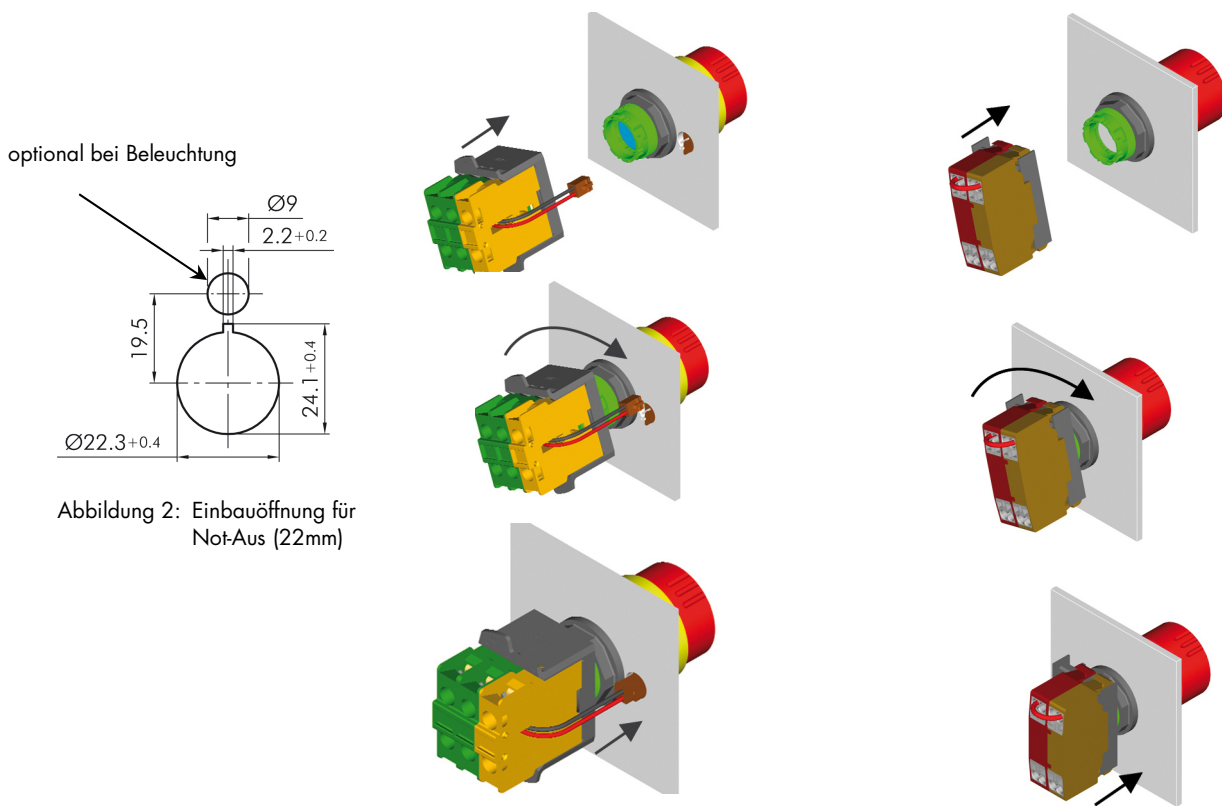 optional bei Beleuchtung
Ø9
2.2+0.2
19.5
24.1+0.4
Ø22.3+0.4
Abbildung 2: Einbauöffnung für
Not-Aus (22mm)